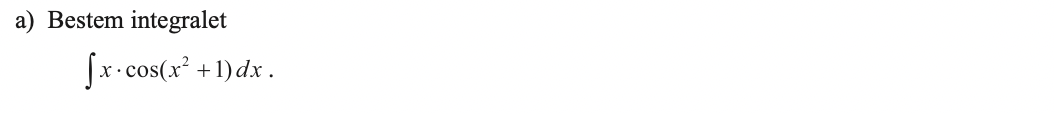 a) Bestem integralet
∫ x · cos(x² + 1) dx .